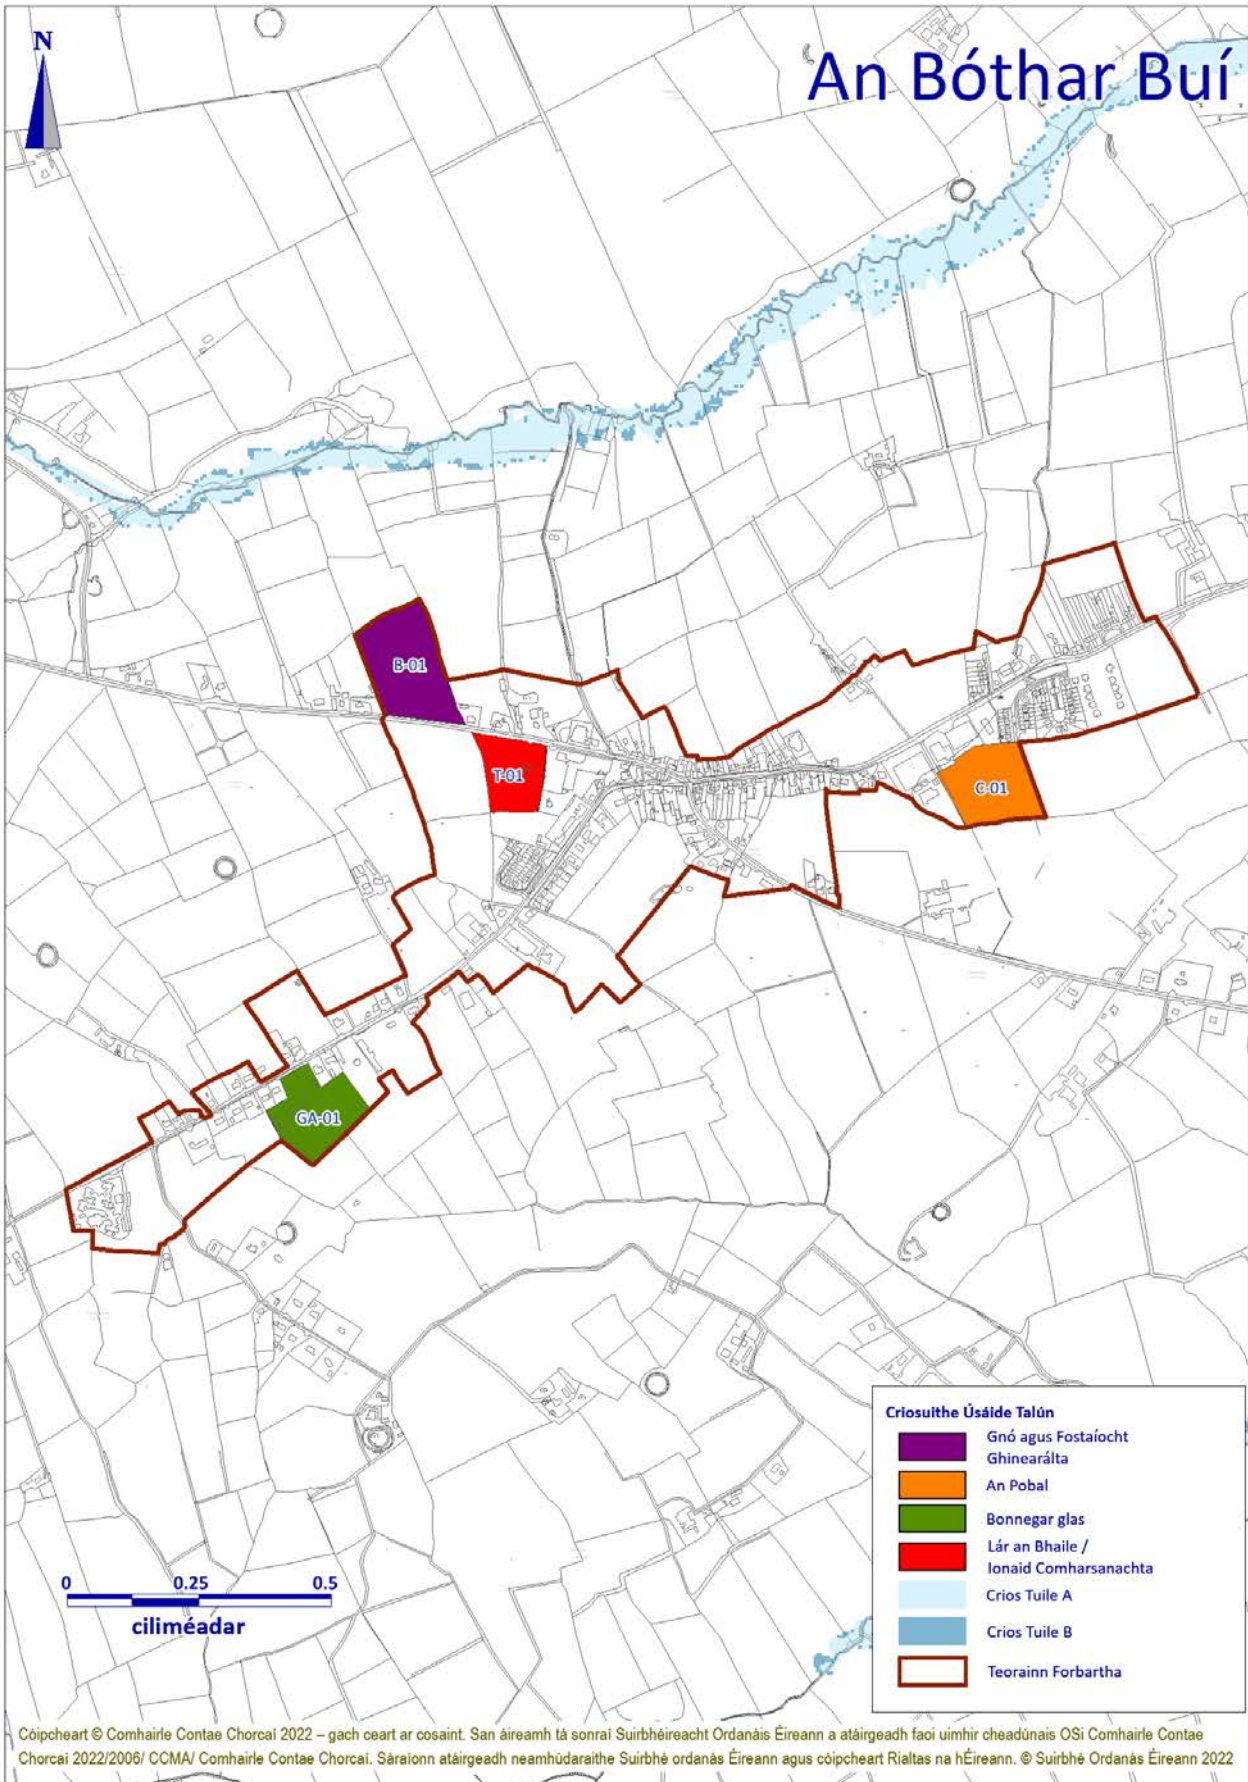 N
An Bóthar Buí
B-01
T-01
C-01
GA-01
Criosuithe Úsáide Talún
Gnó agus Fostaíocht
Ghinearálta
An Pobal
Bonnegar glas
Lár an Bhaile /
Ionaid Comharsanachta
Crios Tuile A
Crios Tuile B
Teorainn Forbartha
0 0.25 0.5
ciliméadar
Cóipcheart © Comhairle Contae Chorcaí 2022 – gach ceart ar cosaint. San áireamh tá sonraí Suirbhéireacht Ordanáis Éireann a atáirgeadh faoi uimhir cheadúnais OSi Comhairle Contae
Chorcaí 2022/2006/ CCMA/ Comhairle Contae Chorcaí. Sáraíonn atáirgeadh neamhúdaraithe Suirbhé ordanás Éireann agus cóipcheart Rialtas na hÉireann. © Suirbhé Ordanás Éireann 2022